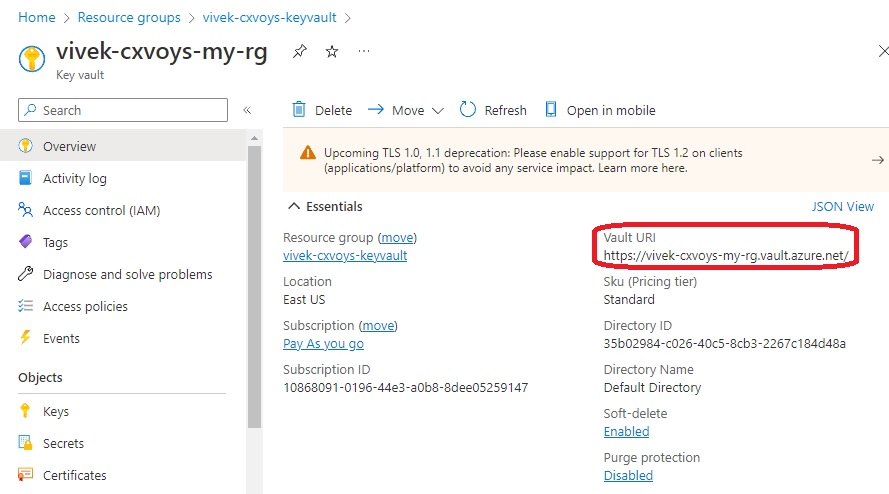 Home > Resource groups > vivek-cxvoys-keyvault >
vivek-cxvoys-my-rg
Key vault
Search
Delete Move Refresh Open in mobile
Overview
Activity log
Access control (IAM)
Tags
Diagnose and solve problems
Access policies
Events
Objects
Keys
Secrets
Certificates
Upcoming TLS 1.0, 1.1 deprecation: Please enable support for TLS 1.2 on clients
(applications/platform) to avoid any service impact. Learn more here.
Essentials
JSON View
Resource group (move)
vivek-cxvoys-keyvault
Location
East US
Subscription (move)
Pay As you go
Subscription ID
10868091-0196-44e3-a0b8-8dee05259147
Vault URI
https://vivek-cxvoys-my-rg.vault.azure.net/
Sku (Pricing tier)
Standard
Directory ID
35b02984-c026-40c5-8cb3-2267c184d48a
Directory Name
Default Directory
Soft-delete
Enabled
Purge protection
Disabled